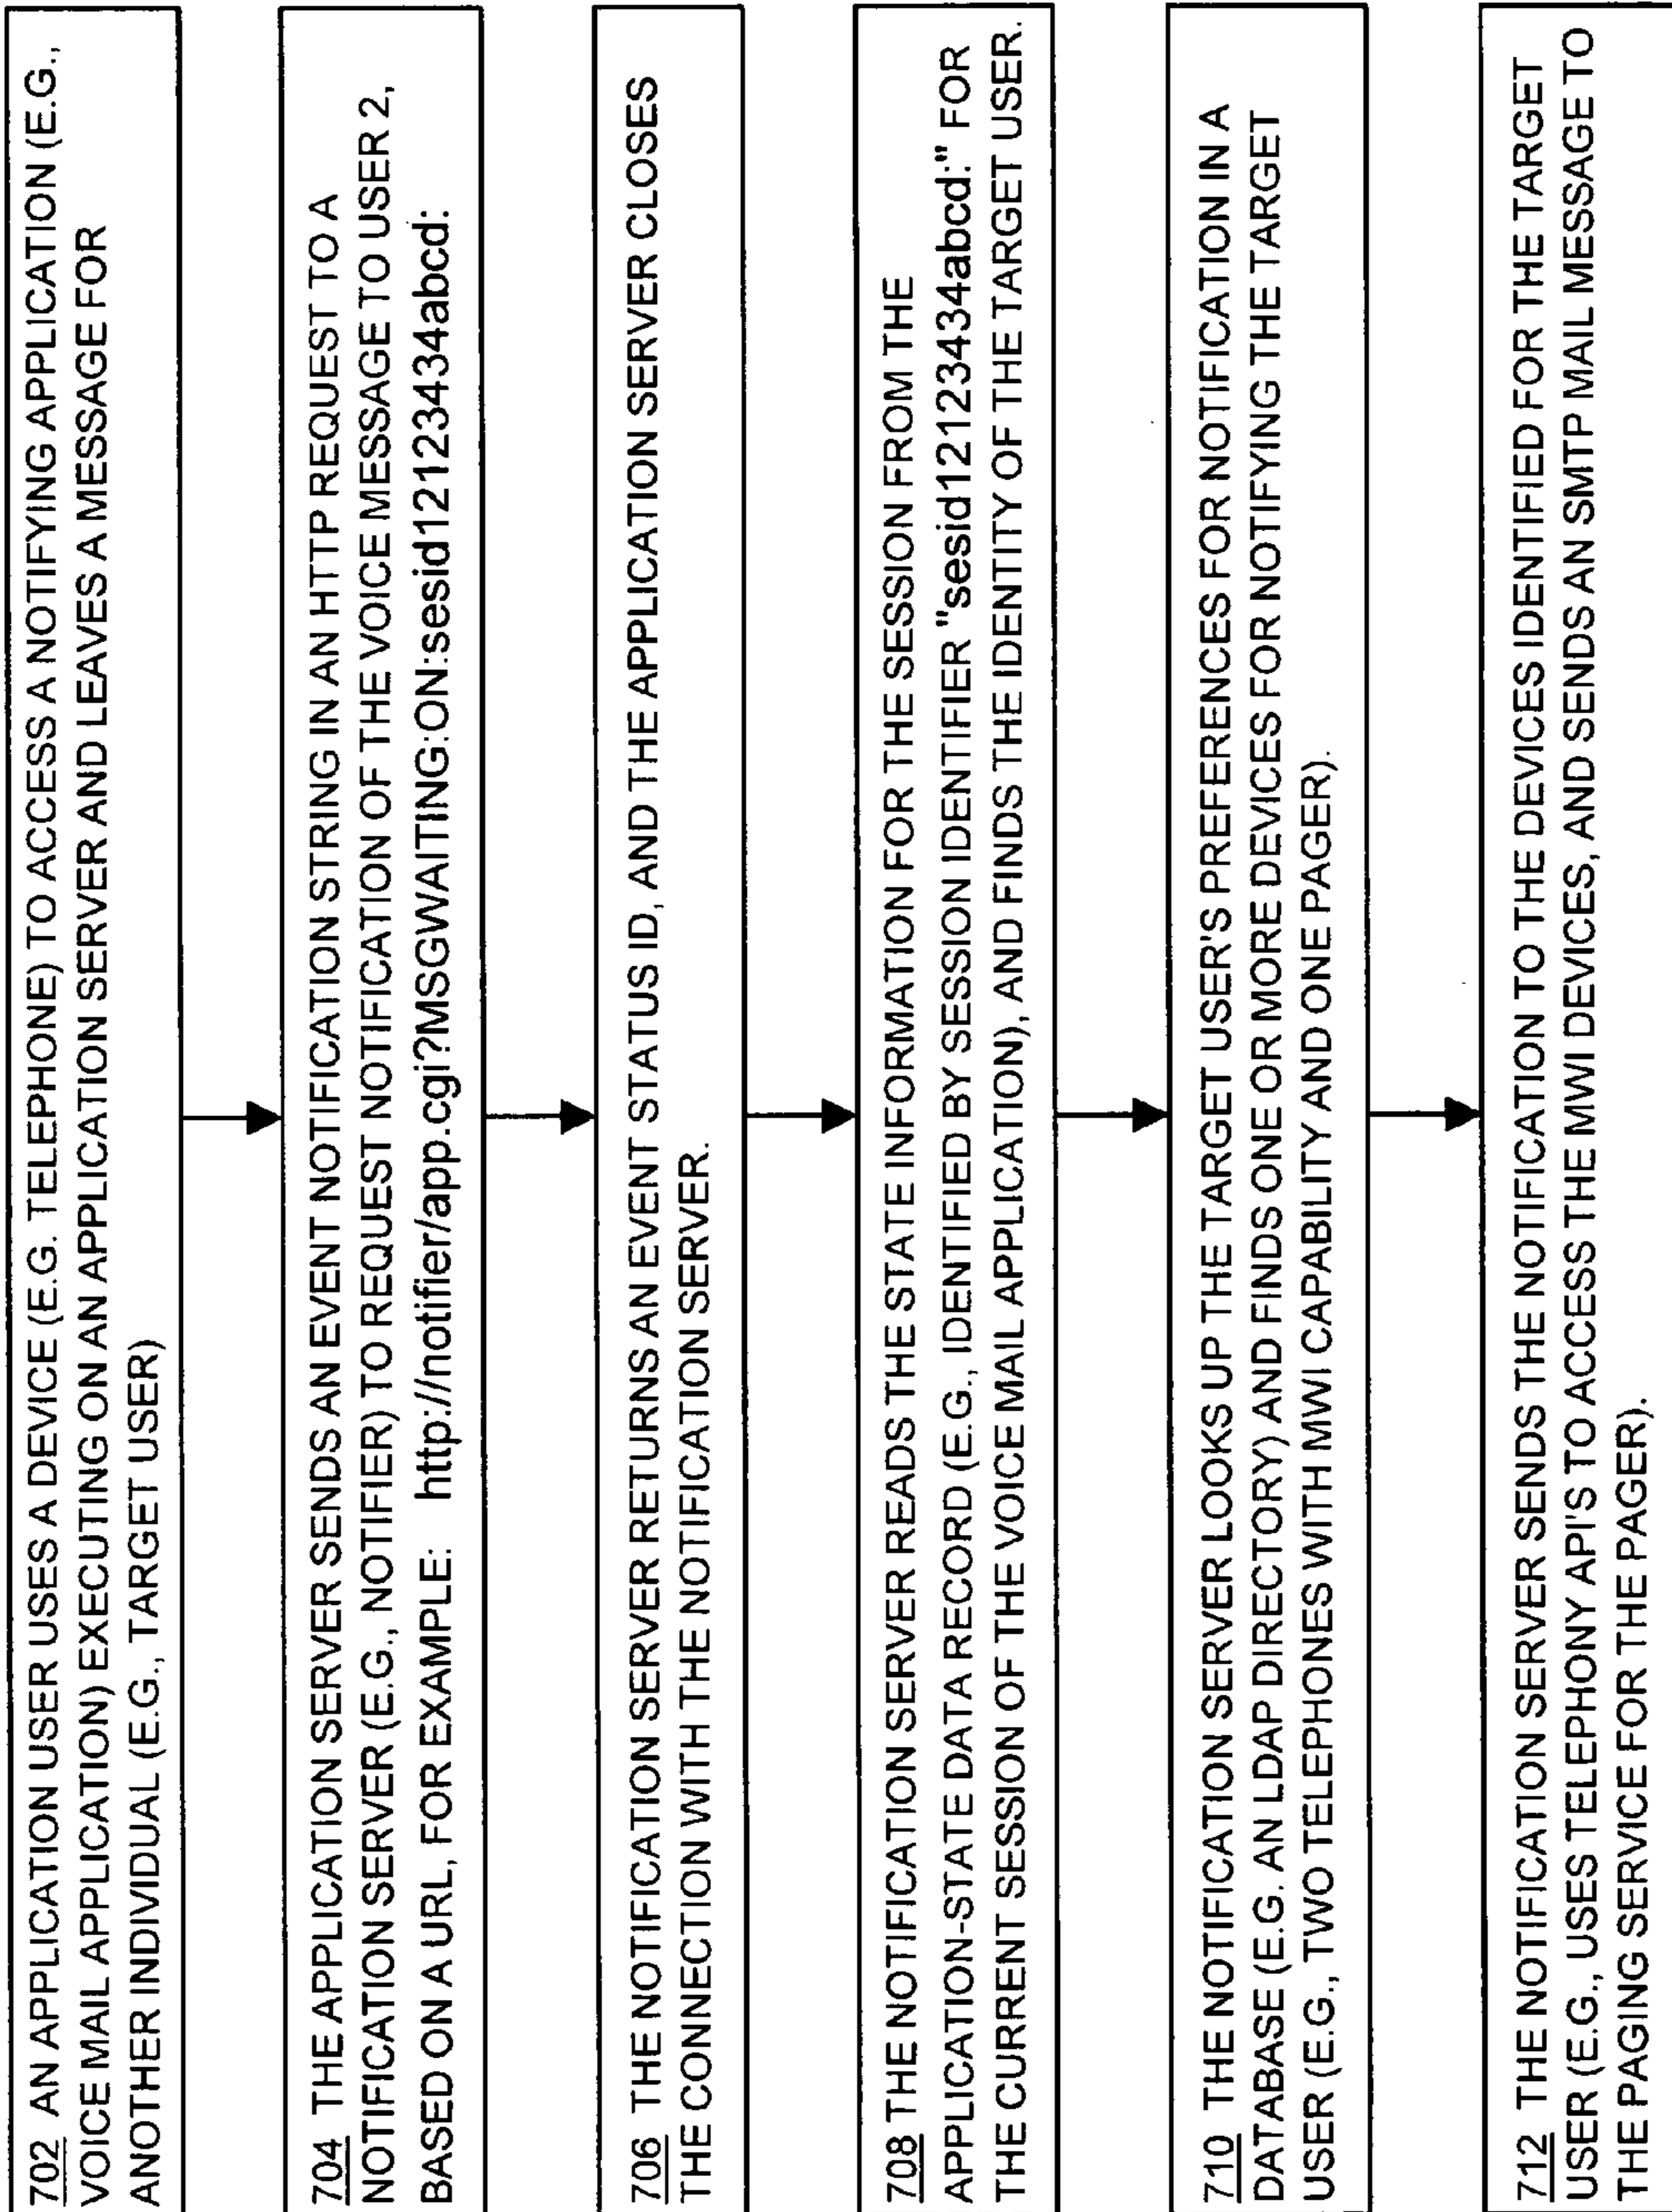 702 AN APPLICATION USER USES A DEVICE (E.G. TELEPHONE) TO ACCESS A NOTIFYING APPLICATION (E.G.,
VOICE MAIL APPLICATION) EXECUTING ON AN APPLICATION SERVER AND LEAVES A MESSAGE FOR
ANOTHER INDIVIDUAL (E.G., TARGET USER)
704 THE APPLICATION SERVER SENDS AN EVENT NOTIFICATION STRING IN AN HTTP REQUEST TO A
NOTIFICATION SERVER (E.G., NOTIFIER) TO REQUEST NOTIFICATION OF THE VOICE MESSAGE TO USER 2,
BASED ON A URL, FOR EXAMPLE: http://notifier/app.cgi?MSGWAITING:ON:sesid12123434abcd:
706 THE NOTIFICATION SERVER RETURNS AN EVENT STATUS ID, AND THE APPLICATION SERVER CLOSES
THE CONNECTION WITH THE NOTIFICATION SERVER.
708 THE NOTIFICATION SERVER READS THE STATE INFORMATION FOR THE SESSION FROM THE
APPLICATION-STATE DATA RECORD (E.G., IDENTIFIED BY SESSION IDENTIFIER "sesid12123434abcd:" FOR
THE CURRENT SESSION OF THE VOICE MAIL APPLICATION), AND FINDS THE IDENTITY OF THE TARGET USER.
710 THE NOTIFICATION SERVER LOOKS UP THE TARGET USER'S PREFERENCES FOR NOTIFICATION IN A
DATABASE (E.G. AN LDAP DIRECTORY) AND FINDS ONE OR MORE DEVICES FOR NOTIFYING THE TARGET
USER (E.G., TWO TELEPHONES WITH MWI CAPABILITY AND ONE PAGER).
712 THE NOTIFICATION SERVER SENDS THE NOTIFICATION TO THE DEVICES IDENTIFIED FOR THE TARGET
USER (E.G., USES TELEPHONY API'S TO ACCESS THE MWI DEVICES, AND SENDS AN SMTP MAIL MESSAGE TO
THE PAGING SERVICE FOR THE PAGER).